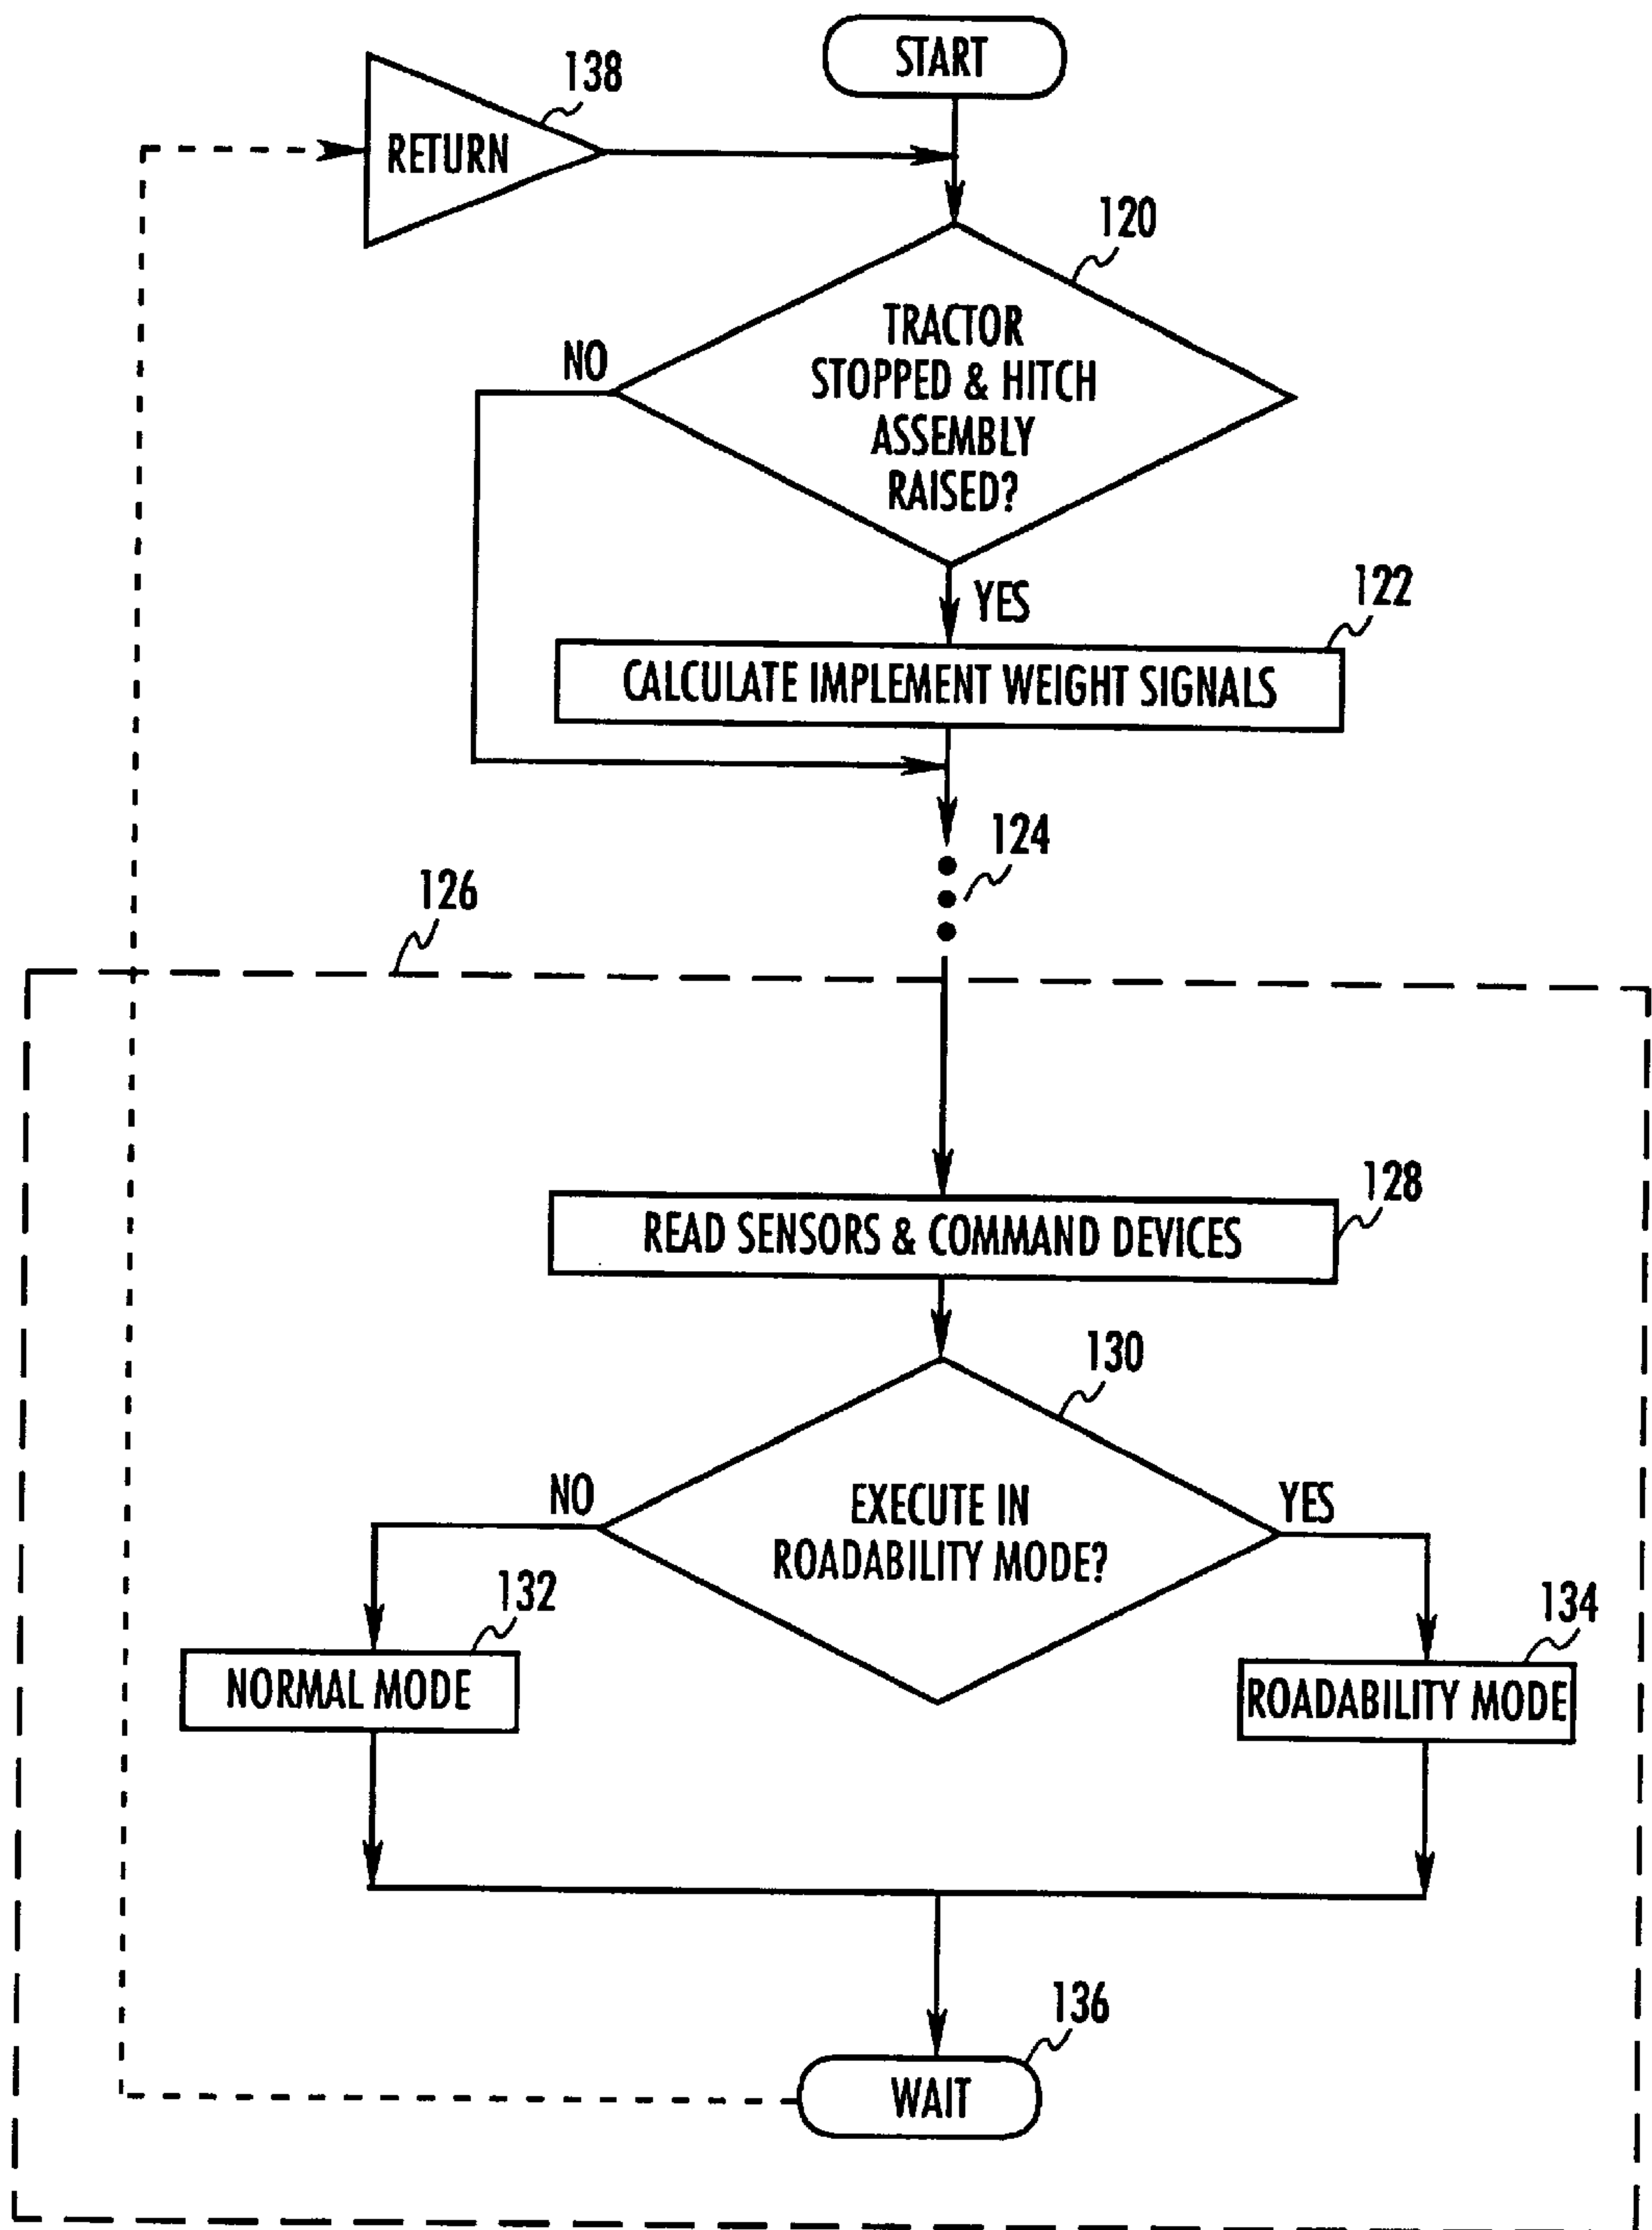 START
138
RETURN
120
TRACTOR
STOPPED & HITCH
ASSEMBLY
RAISED?
NO
YES
122
CALCULATE IMPLEMENT WEIGHT SIGNALS
124
126
128
READ SENSORS & COMMAND DEVICES
130
EXECUTE IN
ROADABILITY MODE?
NO
YES
132
NORMAL MODE
134
ROADABILITY MODE
136
WAIT